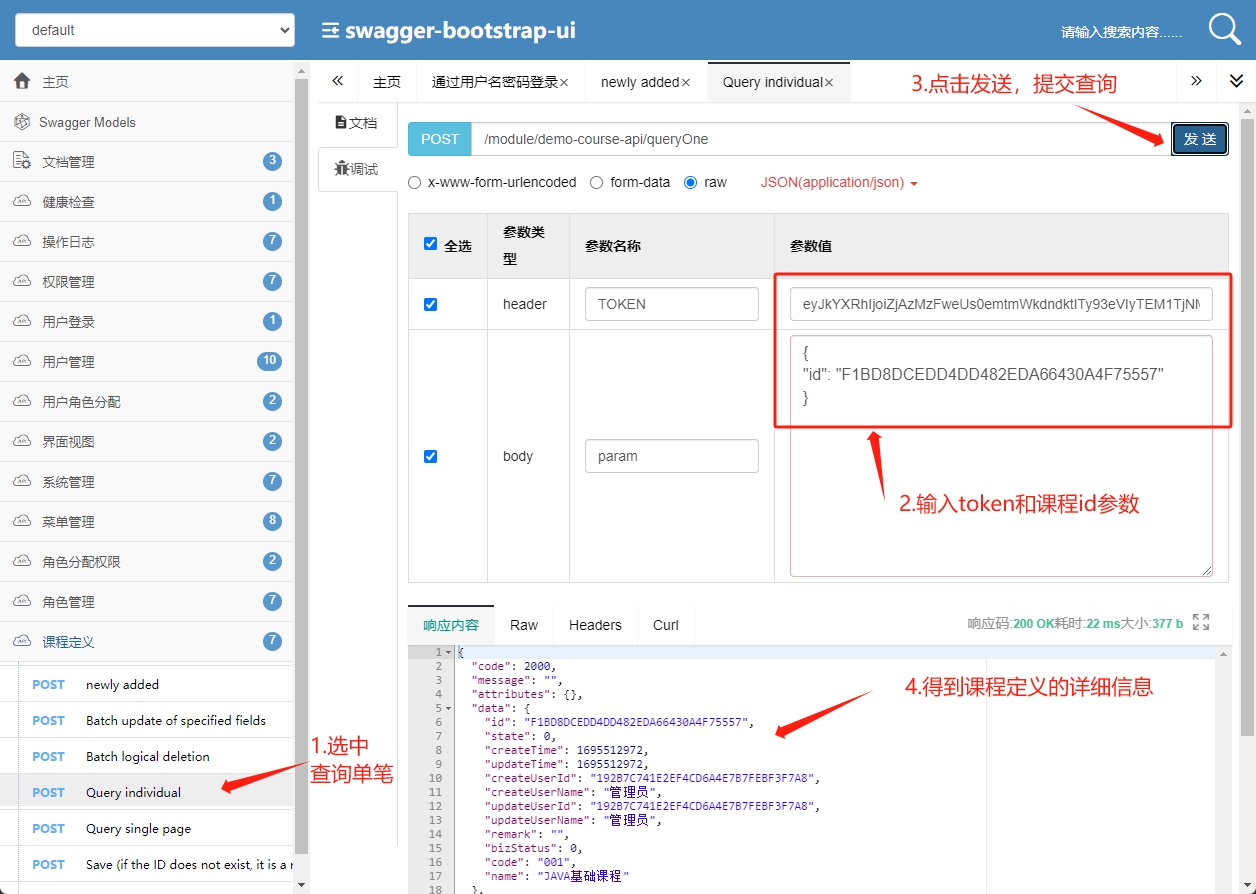 default
swagger-bootstrap-ui
请输入搜索内容......
主页
Swagger Models
文档管理 3
健康检查 1
操作日志 7
权限管理 7
用户登录 1
用户管理 10
用户角色分配 2
界面视图 2
系统管理 7
菜单管理 8
角色分配权限 2
角色管理 7
课程定义 7
POST newly added
POST Batch update of specified fields
POST Batch logical deletion
POST Query individual
POST Query single page
POST Save (if the ID does not exist, it is a
1.选中
查询单笔
主页 通过用户名密码登录× newly added× Query individual×
3.点击发送，提交查询
文档
调试
POST /module/demo-course-api/queryOne 发 送
x-www-form-urlencoded form-data raw JSON(application/json)
全选 参数类型 参数名称 参数值
header TOKEN
body param
{
"id": "F1BD8DCEDD4DD482EDA66430A4F75557"
}
2.输入token和课程id参数
响应内容 Raw Headers Curl 响应码:200 OK耗时:22 ms大小:377 b
1 {
2 "code": 2000,
3 "message": "",
4 "attributes": {},
5 "data": {
6 "id": "F1BD8DCEDD4DD482EDA66430A4F75557",
7 "state": 0,
8 "createTime": 1695512972,
9 "updateTime": 1695512972,
10 "createUserId": "192B7C741E2EF4CD6A4E7B7FEBF3F7A8",
11 "createUserName": "管理员",
12 "updateUserId": "192B7C741E2EF4CD6A4E7B7FEBF3F7A8",
13 "updateUserName": "管理员",
14 "remark": "",
15 "bizStatus": 0,
16 "code": "001",
17 "name": "JAVA基础课程"
18 },
4.得到课程定义的详细信息